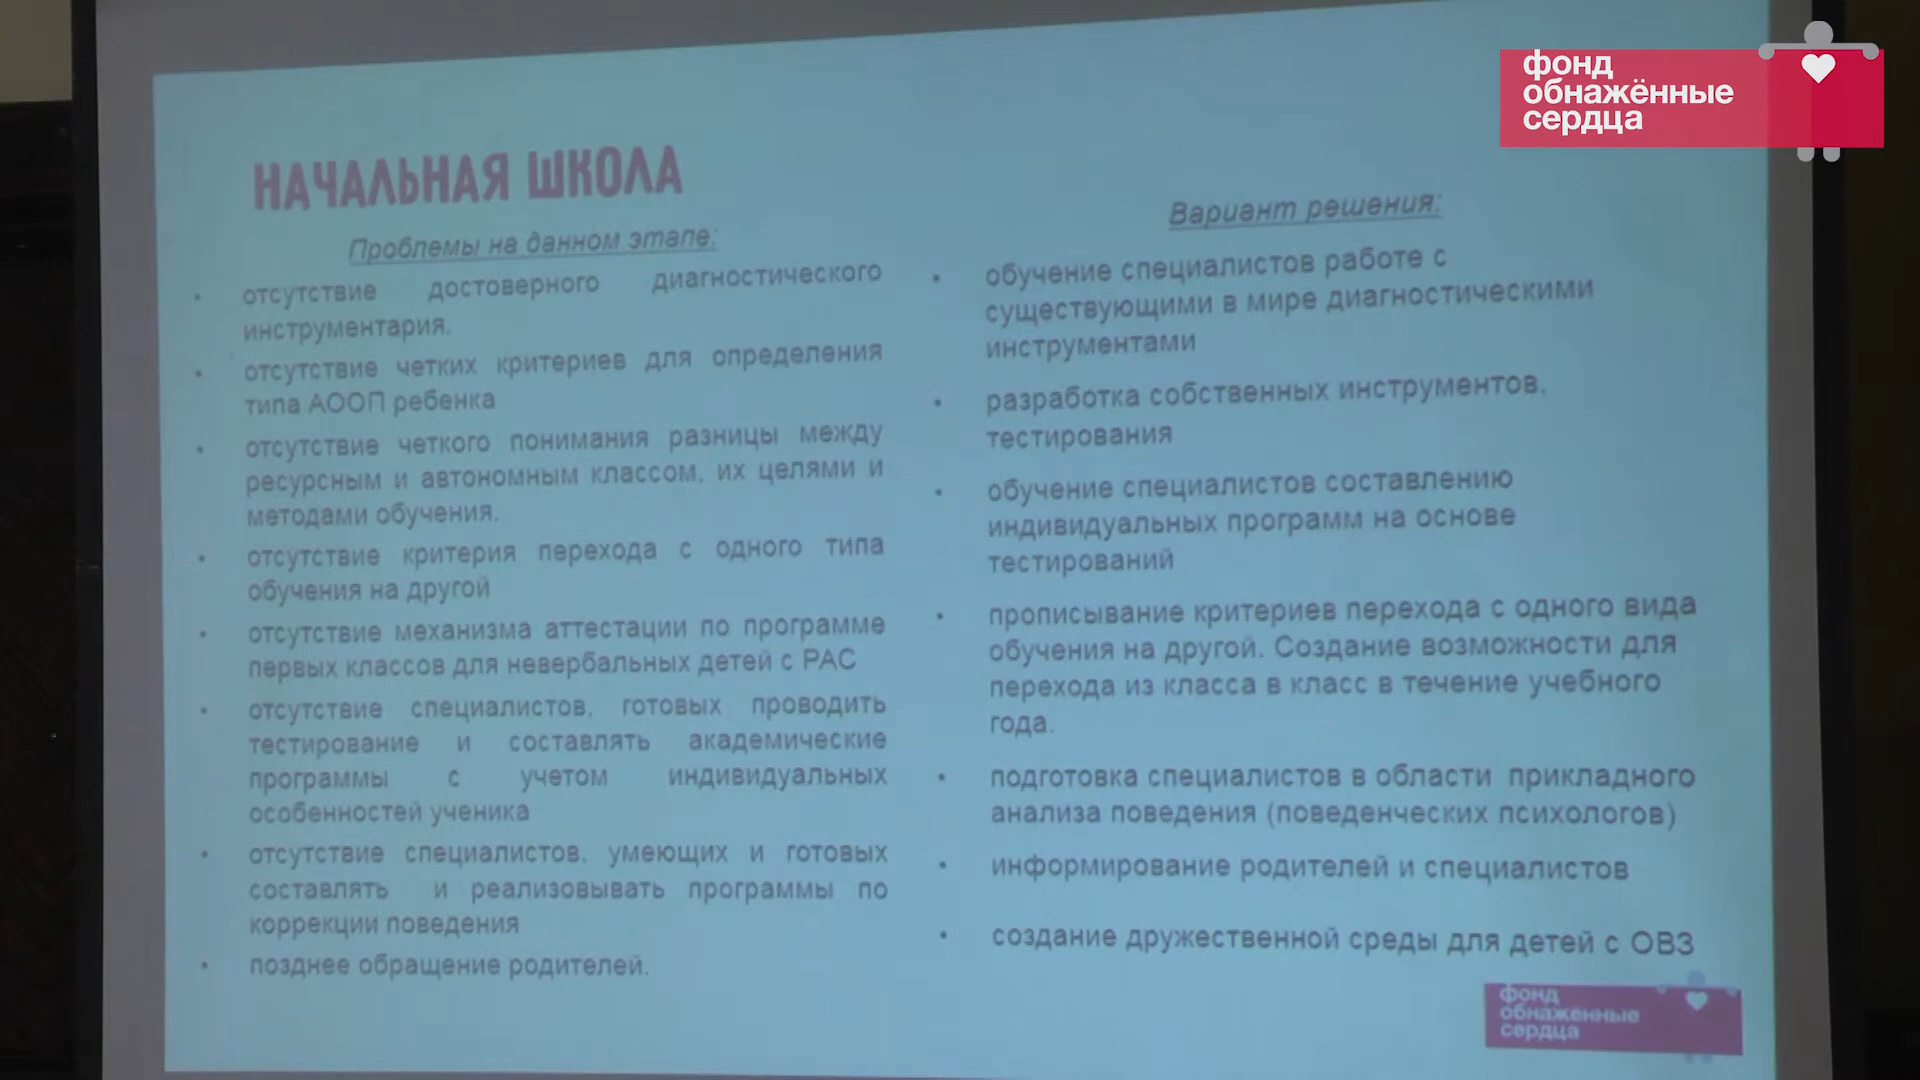 фонд
обнажённые
сердца
НАЧАЛЬНАЯ ШКОЛА
Проблемы на данном этапе:
• отсутствие достоверного диагностического
инструментария.
• отсутствие четких критериев для определения
типа АООП ребенка
• отсутствие четкого понимания разницы между
ресурсным и автономным классом, их целями и
методами обучения.
• отсутствие критерия перехода с одного типа
обучения на другой
• отсутствие механизма аттестации по программе
первых классов для невербальных детей с РАС
• отсутствие специалистов, готовых проводить
тестирование и составлять академические
программы с учетом индивидуальных
особенностей ученика
• отсутствие специалистов, умеющих и готовых
составлять и реализовывать программы по
коррекции поведения
• позднее обращение родителей.
Вариант решения:
• обучение специалистов работе с
существующими в мире диагностическими
инструментами
• разработка собственных инструментов,
тестирования
• обучение специалистов составлению
индивидуальных программ на основе
тестирований
• прописывание критериев перехода с одного вида
обучения на другой. Создание возможности для
перехода из класса в класс в течение учебного
года.
• подготовка специалистов в области прикладного
анализа поведения (поведенческих психологов)
• информирование родителей и специалистов
• создание дружественной среды для детей с ОВЗ
фонд
обнажённые
сердца